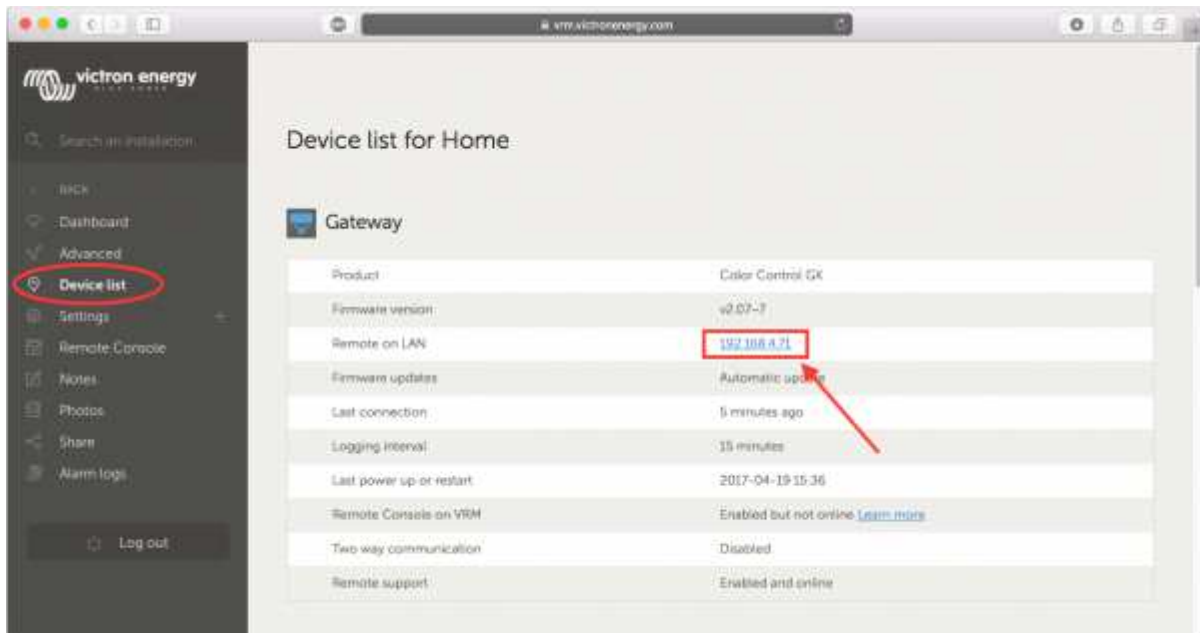 vrm.victronenergy.com
victron energy
BLUE POWER
Search an installation
BACK
Dashboard
Advanced
Device list
Settings
Remote Console
Notes
Photos
Share
Alarm logs
Log out
Device list for Home
Gateway
Product Color Control GX
Firmware version v2.07~7
Remote on LAN 192.168.4.71
Firmware updates Automatic update
Last connection 5 minutes ago
Logging interval 15 minutes
Last power up or restart 2017-04-19 15:36
Remote Console on VRM Enabled but not online Learn more
Two way communication Disabled
Remote support Enabled and online